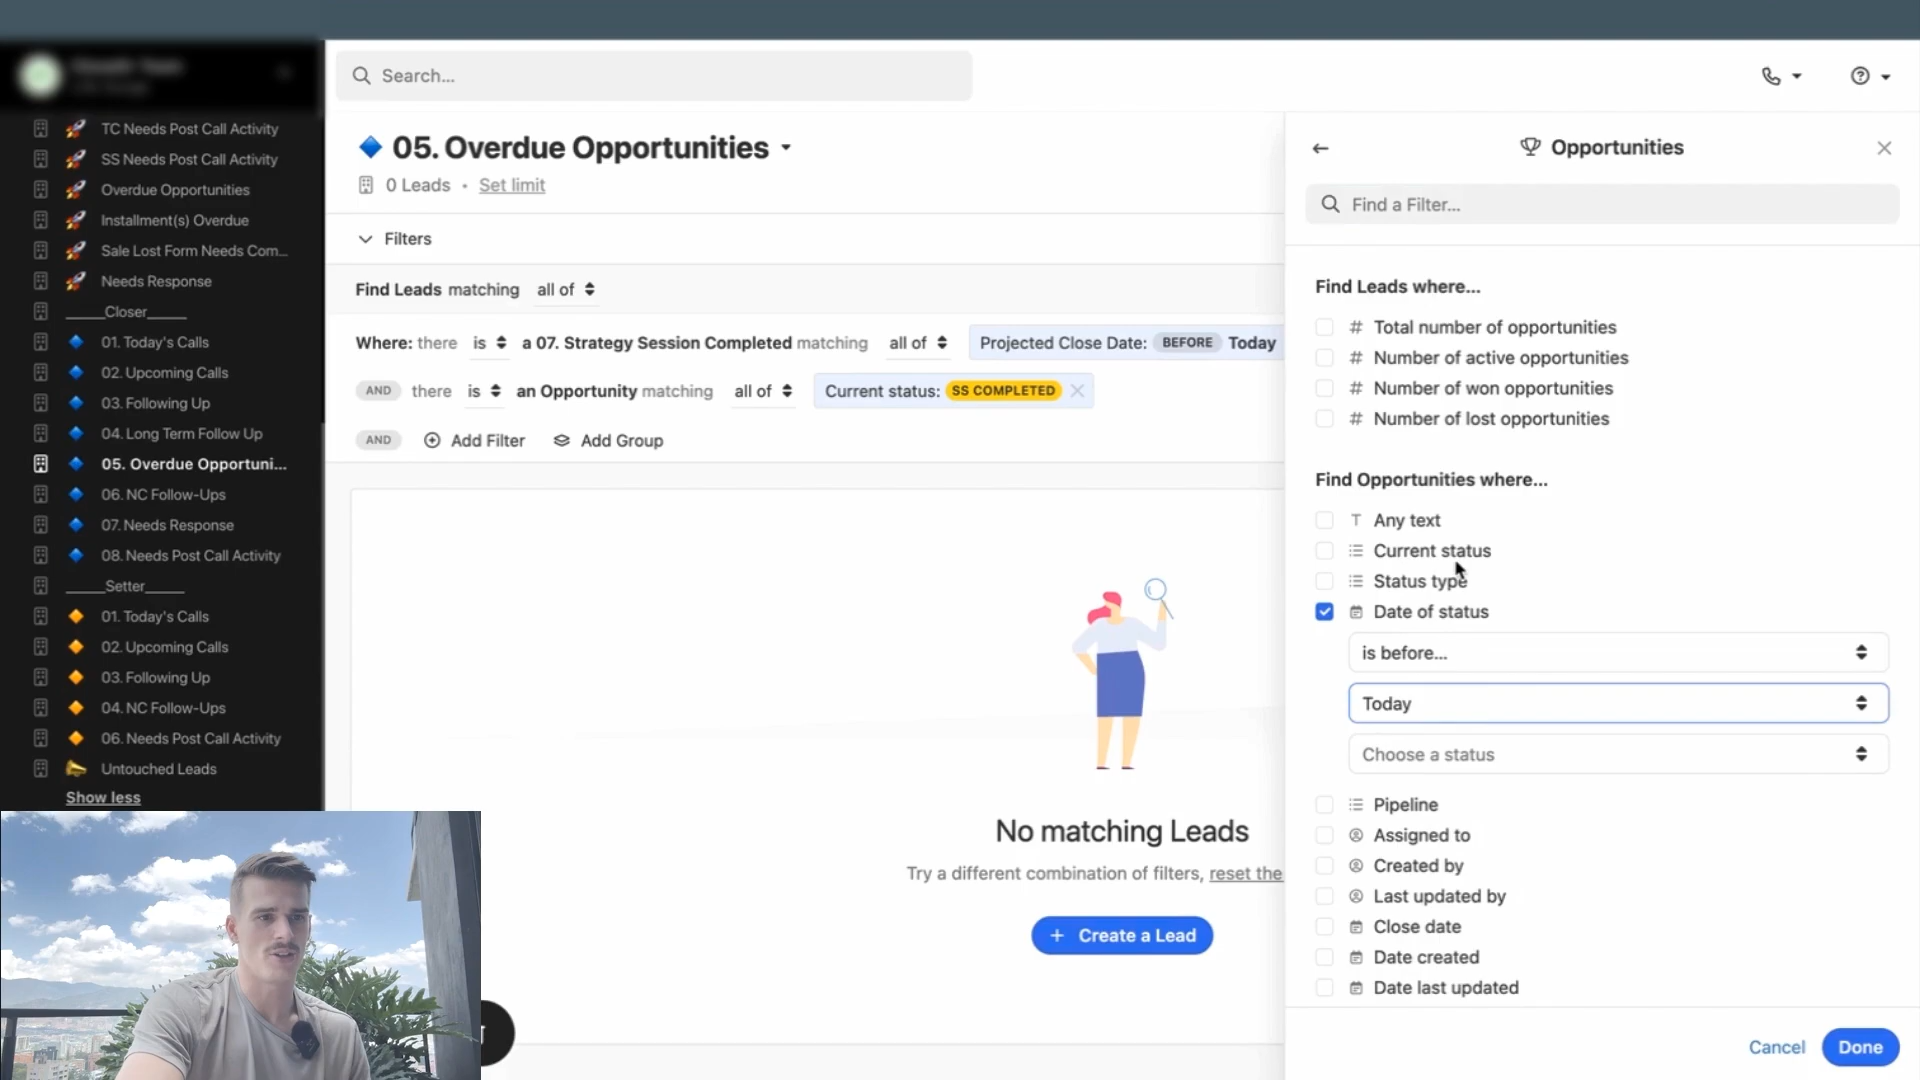 TC Needs Post Call Activity
SS Needs Post Call Activity
Overdue Opportunities
Installment(s) Overdue
Sale Lost Form Needs Com...
Needs Response
_____Closer_____
01. Today's Calls
02. Upcoming Calls
03. Following Up
04. Long Term Follow Up
05. Overdue Opportuni...
06. NC Follow-Ups
07. Needs Response
08. Needs Post Call Activity
_____Setter_____
01. Today's Calls
02. Upcoming Calls
03. Following Up
04. NC Follow-Ups
06. Needs Post Call Activity
Untouched Leads
Show less
Search...
05. Overdue Opportunities
0 Leads • Set limit
Filters
Find Leads matching all of
Where: there is a 07. Strategy Session Completed matching all of Projected Close Date: BEFORE Today
AND there is an Opportunity matching all of Current status: SS COMPLETED
AND Add Filter Add Group
No matching Leads
Try a different combination of filters, reset the
+ Create a Lead
Opportunities
Find a Filter...
Find Leads where...
# Total number of opportunities
# Number of active opportunities
# Number of won opportunities
# Number of lost opportunities
Find Opportunities where...
T Any text
Current status
Status type
Date of status
is before...
Today
Choose a status
Pipeline
Assigned to
Created by
Last updated by
Close date
Date created
Date last updated
Cancel Done